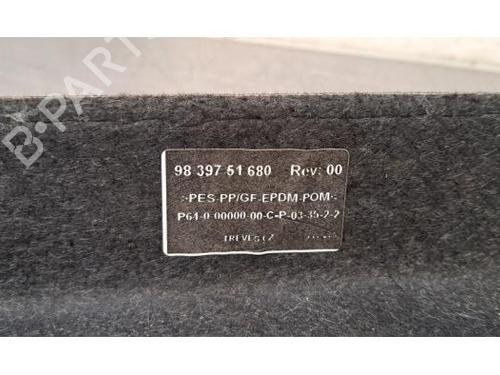 B-PARTS
98 397 51 680 Rev: 00
>PES-PP/GF-EPDM-POM<
P64-0 00000-00-C-P-03-35-2-2
TREVES CZ